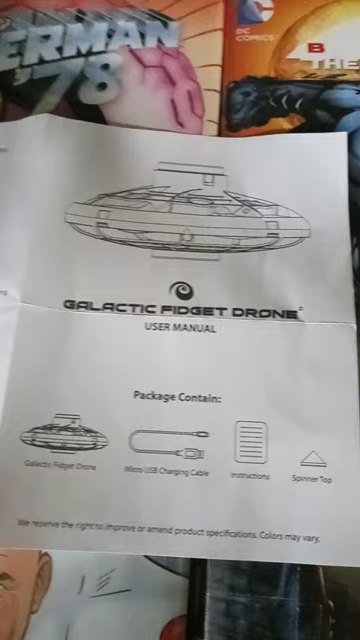 ERMAN
'78
DC
COMICS
B
THE
GALACTIC FIDGET DRONE
USER MANUAL
Package Contain:
Galactic Fidget Drone
Micro USB Charging Cable
Instructions
Spinner Top
We reserve the right to improve or amend product specifications. Colors may vary.